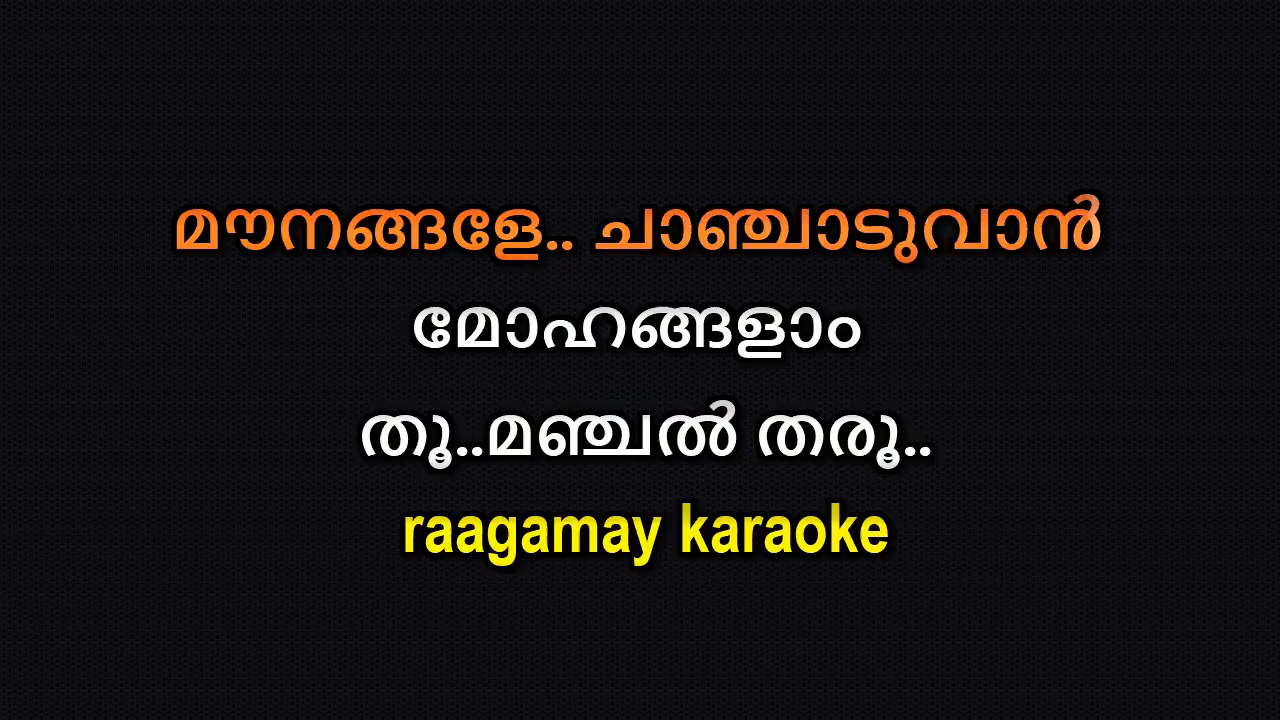 മൗനങ്ങളേ.. ചാഞ്ചാടുവാൻ
മോഹങ്ങളാം
തൂ..മഞ്ചൽ തരൂ..
raagamay karaoke